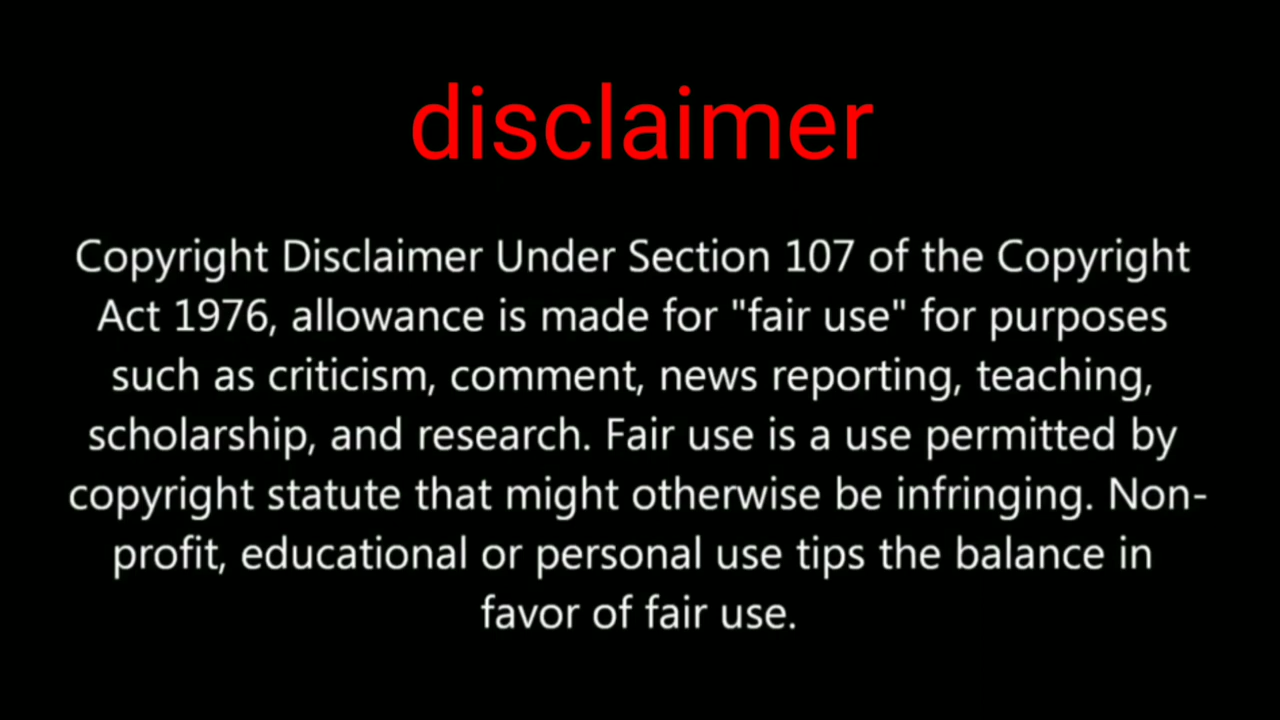 disclaimer
Copyright Disclaimer Under Section 107 of the Copyright
Act 1976, allowance is made for "fair use" for purposes
such as criticism, comment, news reporting, teaching,
scholarship, and research. Fair use is a use permitted by
copyright statute that might otherwise be infringing. Non-
profit, educational or personal use tips the balance in
favor of fair use.